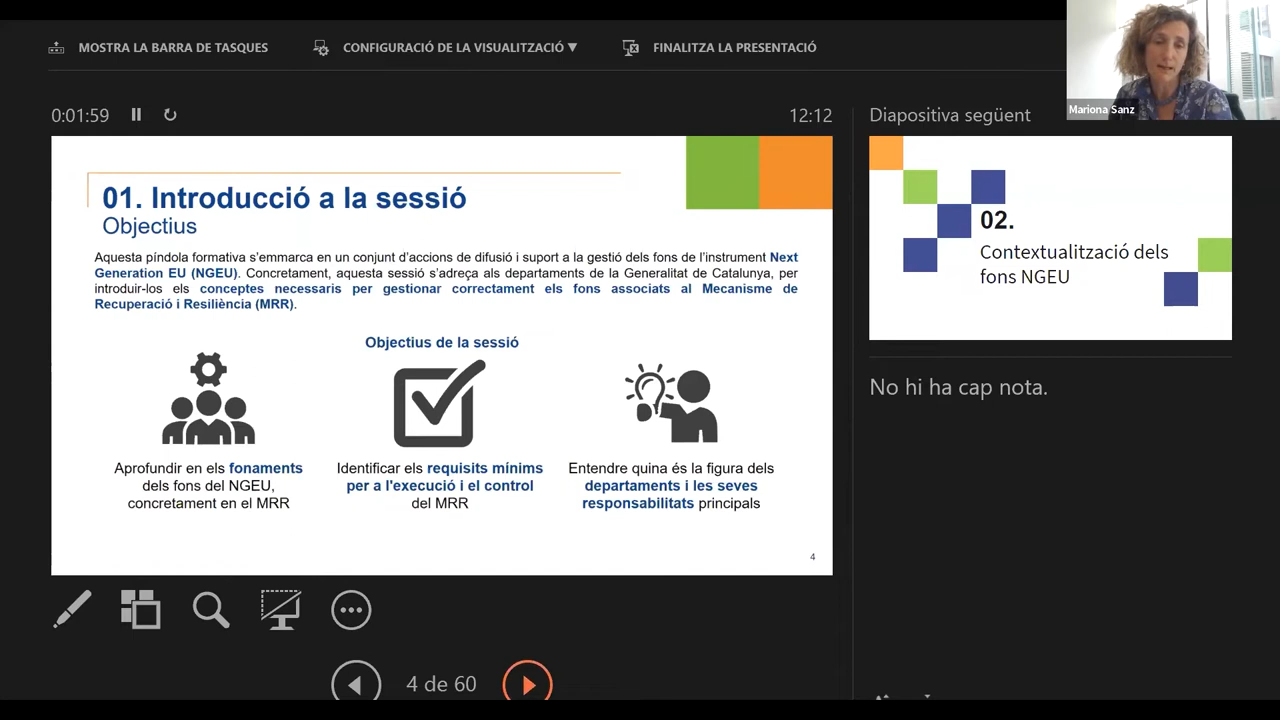 MOSTRA LA BARRA DE TASQUES
CONFIGURACIÓ DE LA VISUALITZACIÓ ▼
FINALITZA LA PRESENTACIÓ
Mariona Sanz
0:01:59
12:12
Diapositiva següent
01. Introducció a la sessió
Objectius
Aquesta píndola formativa s’emmarca en un conjunt d’accions de difusió i suport a la gestió dels fons de l’instrument Next
Generation EU (NGEU). Concretament, aquesta sessió s’adreça als departaments de la Generalitat de Catalunya, per
introduir-los els conceptes necessaris per gestionar correctament els fons associats al Mecanisme de
Recuperació i Resiliència (MRR).
Objectius de la sessió
Aprofundir en els fonaments
dels fons del NGEU,
concretament en el MRR
Identificar els requisits mínims
per a l'execució i el control
del MRR
Entendre quina és la figura dels
departaments i les seves
responsabilitats principals
4
02.
Contextualització dels
fons NGEU
No hi ha cap nota.
4 de 60